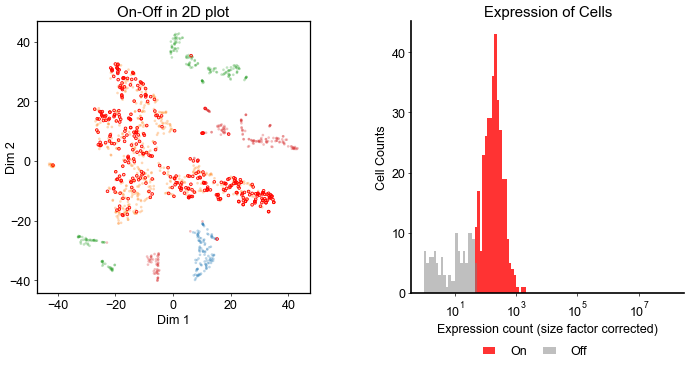 On-Off in 2D plot
Dim 2
40
20
0
−20
−40
−40 −20 0 20 40
Dim 1
Expression of Cells
Cell Counts
40
30
20
10
0
10^1 10^3 10^5 10^7
Expression count (size factor corrected)
On Off